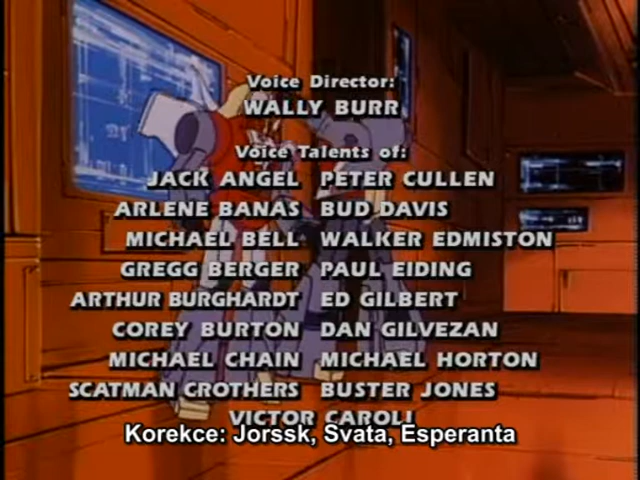 Voice Director:
WALLY BURR
Voice Talents of:
JACK ANGEL PETER CULLEN
ARLENE BANAS BUD DAVIS
MICHAEL BELL WALKER EDMISTON
GREGG BERGER PAUL EIDING
ARTHUR BURGHARDT ED GILBERT
COREY BURTON DAN GILVEZAN
MICHAEL CHAIN MICHAEL HORTON
SCATMAN CROTHERS BUSTER JONES
VICTOR CAROLI
Korekce: Jorssk, Svata, Esperanta